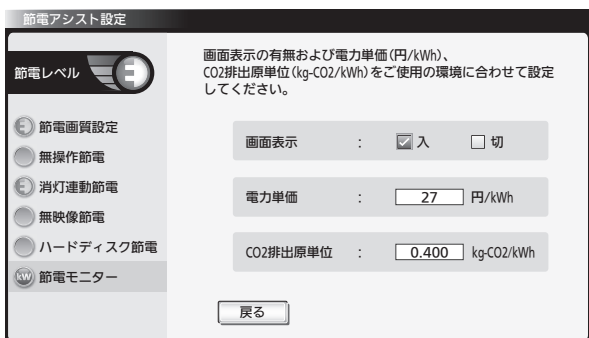 節電アシスト設定
節電レベル
画面表示の有無および電力単価(円/kWh)、
CO2排出原単位(kg-CO2/kWh)をご使用の環境に合わせて設定
してください。
節電画質設定
無操作節電
消灯連動節電
無映像節電
ハードディスク節電
kW 節電モニター
画面表示 : 入 切
電力単価 : 27 円/kWh
CO2排出原単位 : 0.400 kg-CO2/kWh
戻る